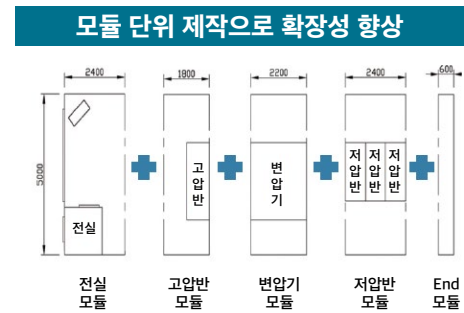 모듈 단위 제작으로 확장성 향상
2400
1800
2200
2400
600
5000
전실
고압반
변압기
저압반
저압반
저압반
전실
모듈
고압반
모듈
변압기
모듈
저압반
모듈
End
모듈